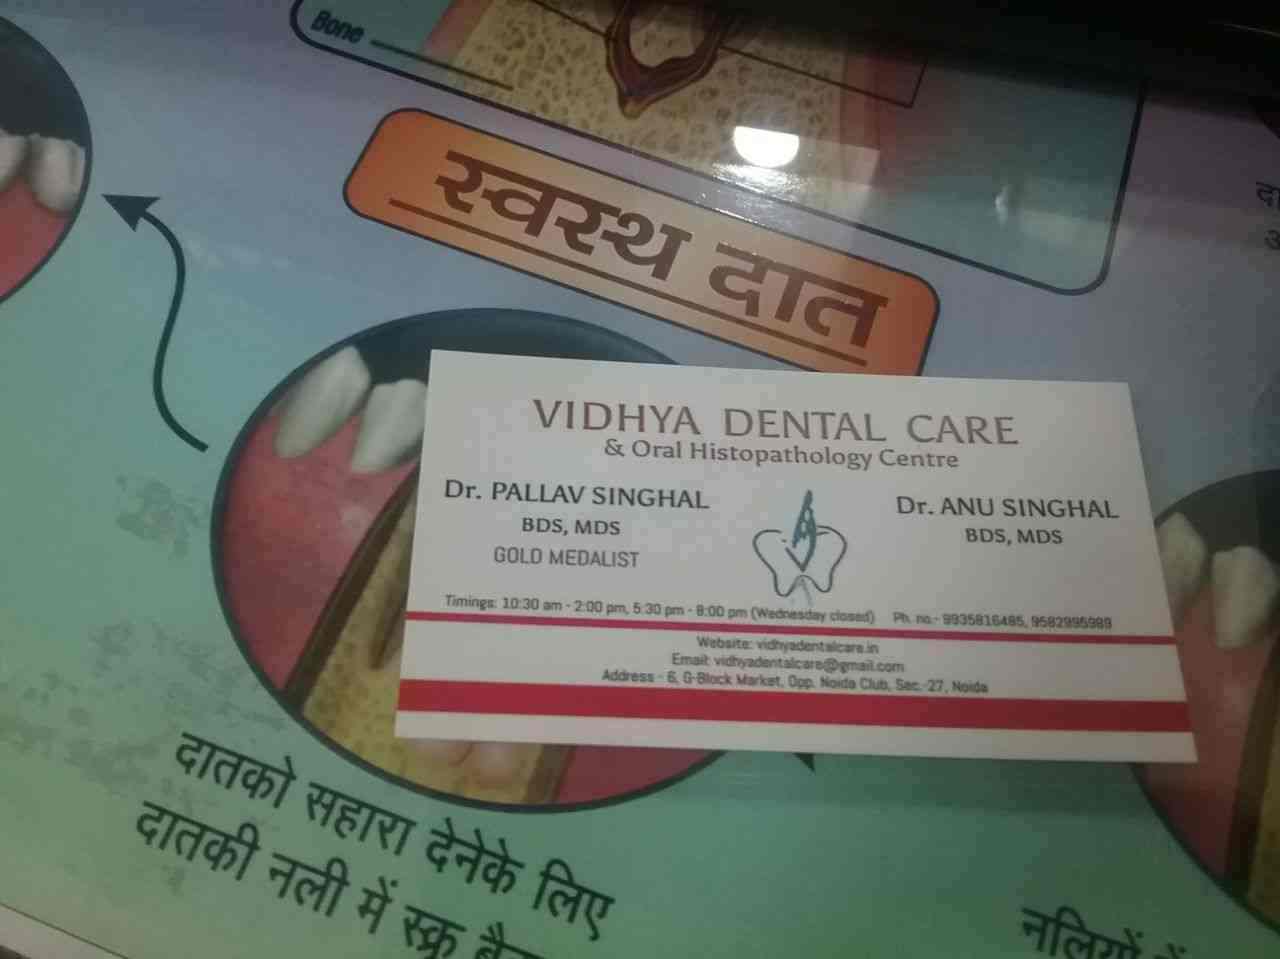 Bone
स्वस्थ दात
VIDHYA DENTAL CARE
& Oral Histopathology Centre
Dr. PALLAV SINGHAL
BDS, MDS
GOLD MEDALIST
Dr. ANU SINGHAL
BDS, MDS
Timings: 10:30 am - 2:00 pm, 5:30 pm - 8:00 pm (Wednesday closed) Ph. no.- 9935816485, 9582995989
Website: vidhyadentalcare.in
Email: vidhyadentalcare@gmail.com
Address - 6, G-Block Market, Opp. Noida Club, Sec.-27, Noida
दातको सहारा देनेके लिए
दातकी नली में स्क्रू
नलियों में